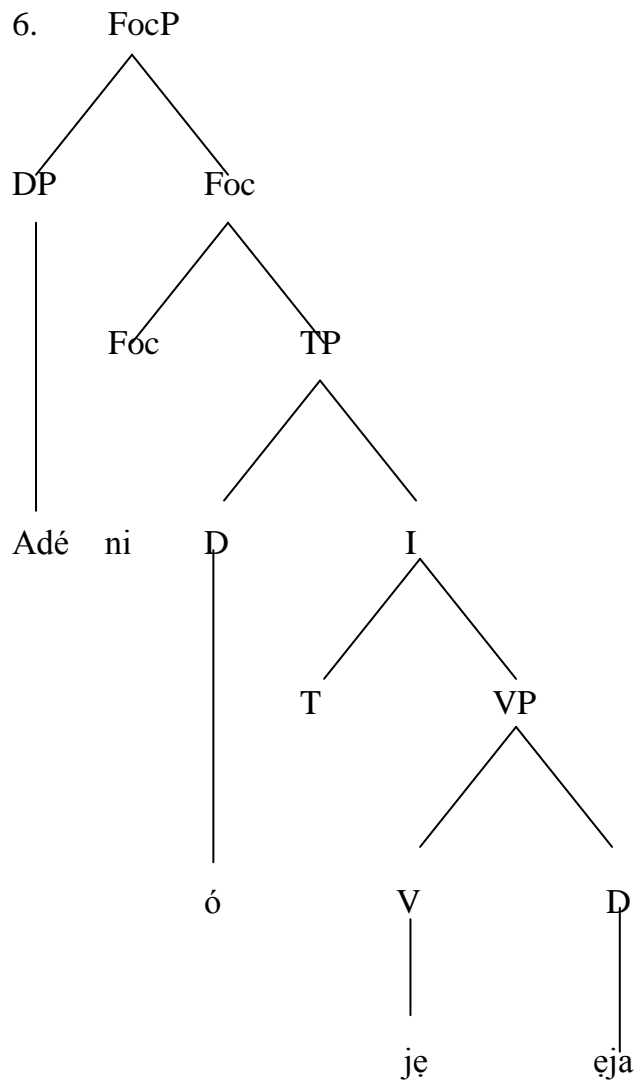 6. FocP
DP Foc
Foc TP
Adé ni D I
T VP
ó V D
jẹ ẹja